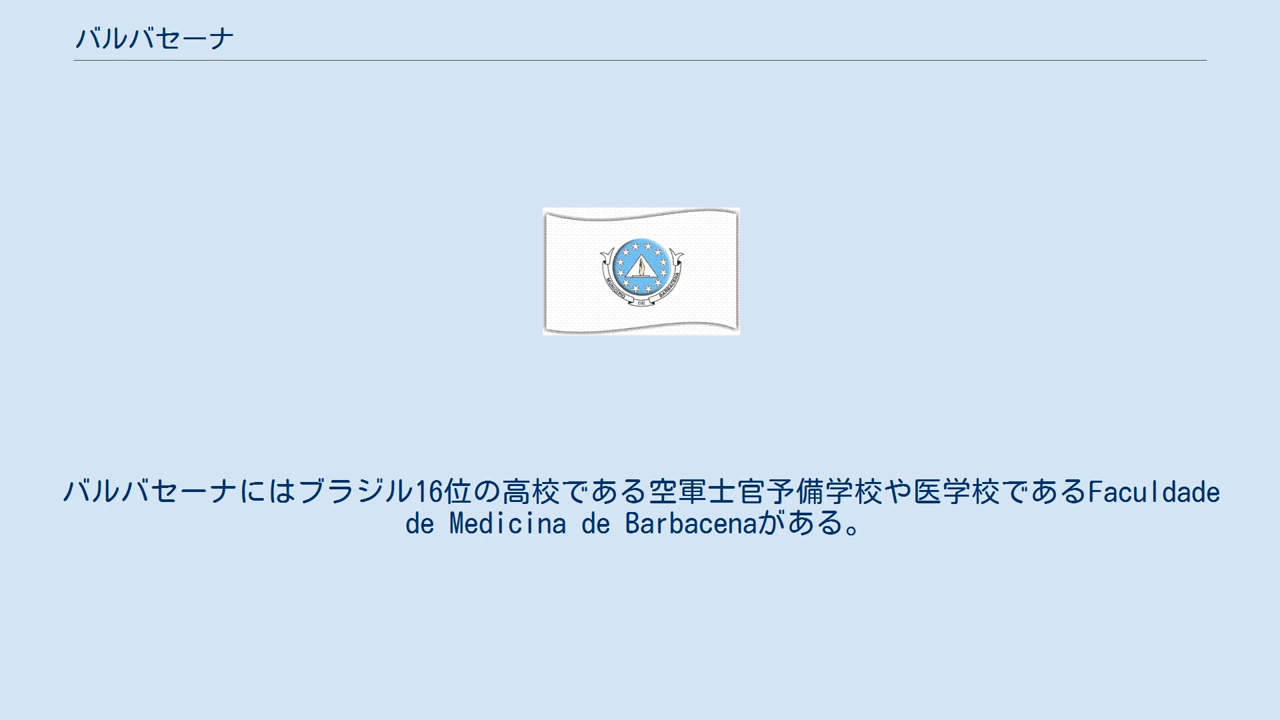 バルバセーナ
MUNICÍPIO DE BARBACENA
バルバセーナにはブラジル16位の高校である空軍士官予備学校や医学校であるFaculdade
de Medicina de Barbacenaがある。